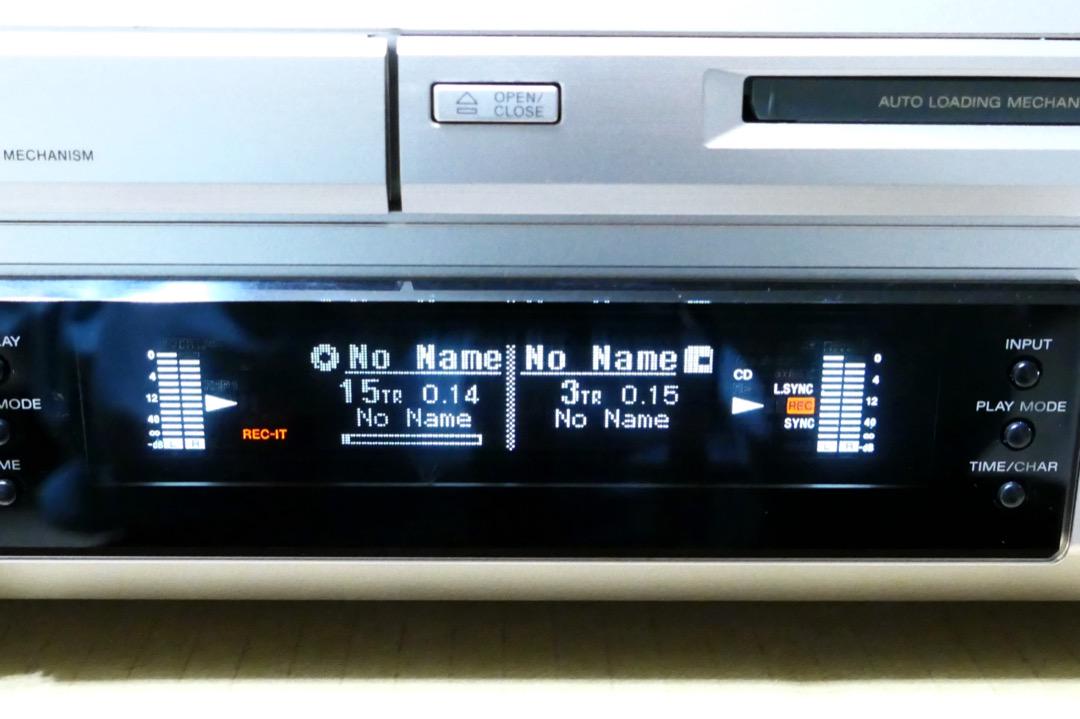 OPEN/
CLOSE
AUTO LOADING MECHAN
MECHANISM
LAY
MODE
ME
0
4
12
40
∞
-dB L R
REC-IT
No Name
15TR 0.14
No Name
No Name
3TR 0.15
No Name
CD
L.SYNC
REC
SYNC
0
4
12
40
∞
L R -dB
INPUT
PLAY MODE
TIME/CHAR